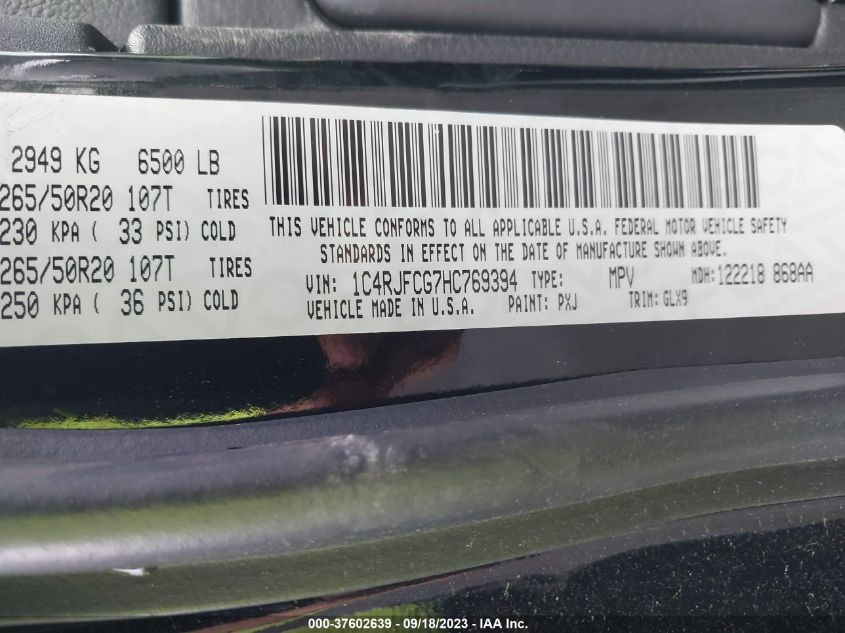 2949 KG 6500 LB
265/50R20 107T TIRES
230 KPA ( 33 PSI) COLD
265/50R20 107T TIRES
250 KPA ( 36 PSI) COLD
THIS VEHICLE CONFORMS TO ALL APPLICABLE U.S.A. FEDERAL MOTOR VEHICLE SAFETY
STANDARDS IN EFFECT ON THE DATE OF MANUFACTURE SHOWN ABOVE.
VIN: 1C4RJFCG7HC769394 TYPE: MPV MDH:122218 868AA
VEHICLE MADE IN U.S.A. PAINT: PXJ TRIM: GLX9
000-37602639 - 09/18/2023 - IAA Inc.